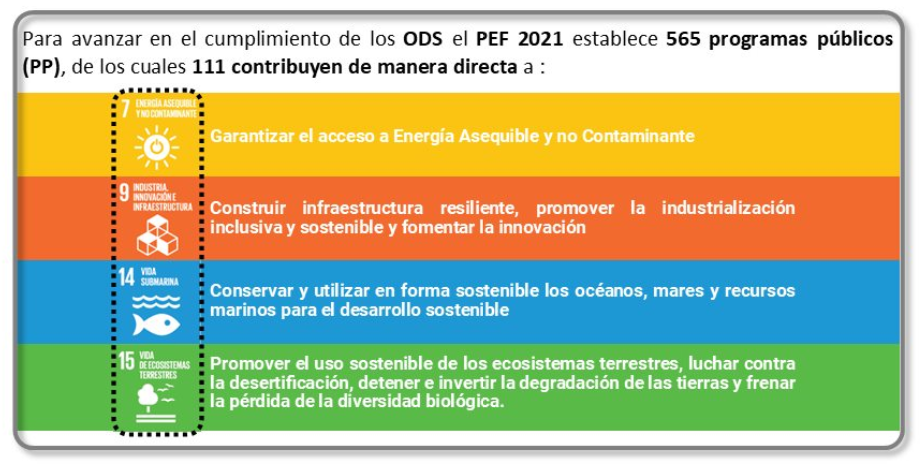 Para avanzar en el cumplimiento de los ODS el PEF 2021 establece 565 programas públicos
(PP), de los cuales 111 contribuyen de manera directa a :
7 ENERGÍA ASEQUIBLE
Y NO CONTAMINANTE
Garantizar el acceso a Energía Asequible y no Contaminante
9 INDUSTRIA,
INNOVACIÓN E
INFRAESTRUCTURA
Construir infraestructura resiliente, promover la industrialización
inclusiva y sostenible y fomentar la innovación
14 VIDA
SUBMARINA
Conservar y utilizar en forma sostenible los océanos, mares y recursos
marinos para el desarrollo sostenible
15 VIDA
DE ECOSISTEMAS
TERRESTRES
Promover el uso sostenible de los ecosistemas terrestres, luchar contra
la desertificación, detener e invertir la degradación de las tierras y frenar
la pérdida de la diversidad biológica.